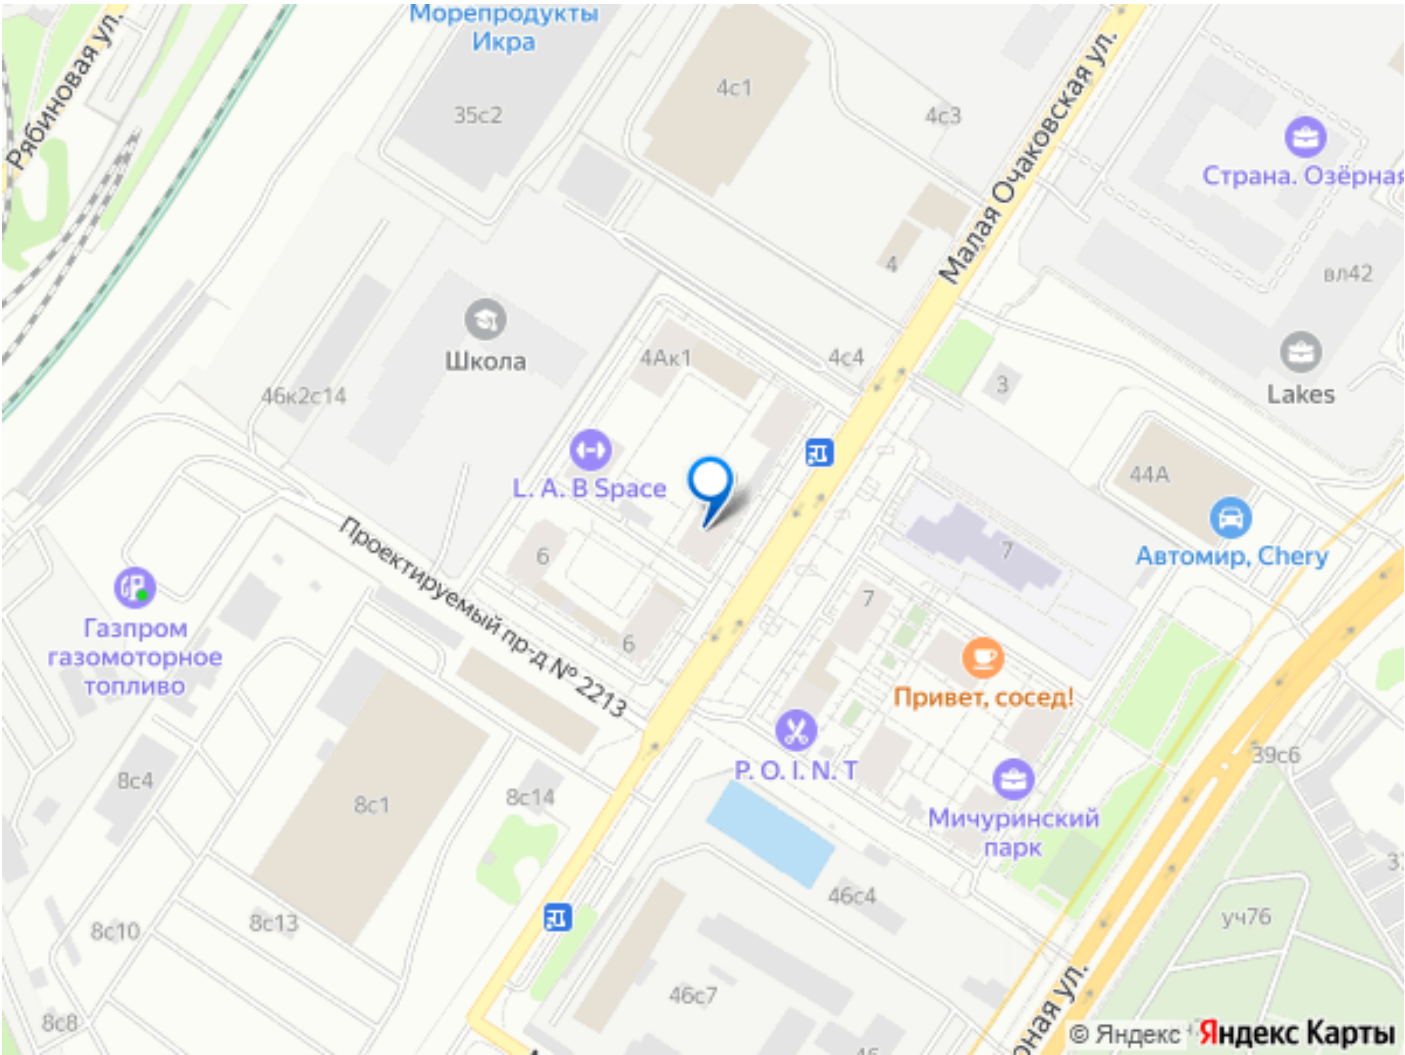 Морепродукты
Икра
Рябиновая ул.
35с2
4с1
4с3
Малая Очаковская ул.
Страна. Озёрная
4
вл42
Школа
4Ак1
4с4
3
Lakes
46к2с14
L. A. B Space
44А
Автомир, Chery
6
7
7
6
Проектируемый пр-д № 2213
Газпром
газомоторное
топливо
Привет, сосед!
P. O. I. N. T
39с6
8с4
8с1
8с14
Мичуринский
парк
46с4
8с10
8с13
уч76
46с7
8с8
© Яндекс
Яндекс Карты